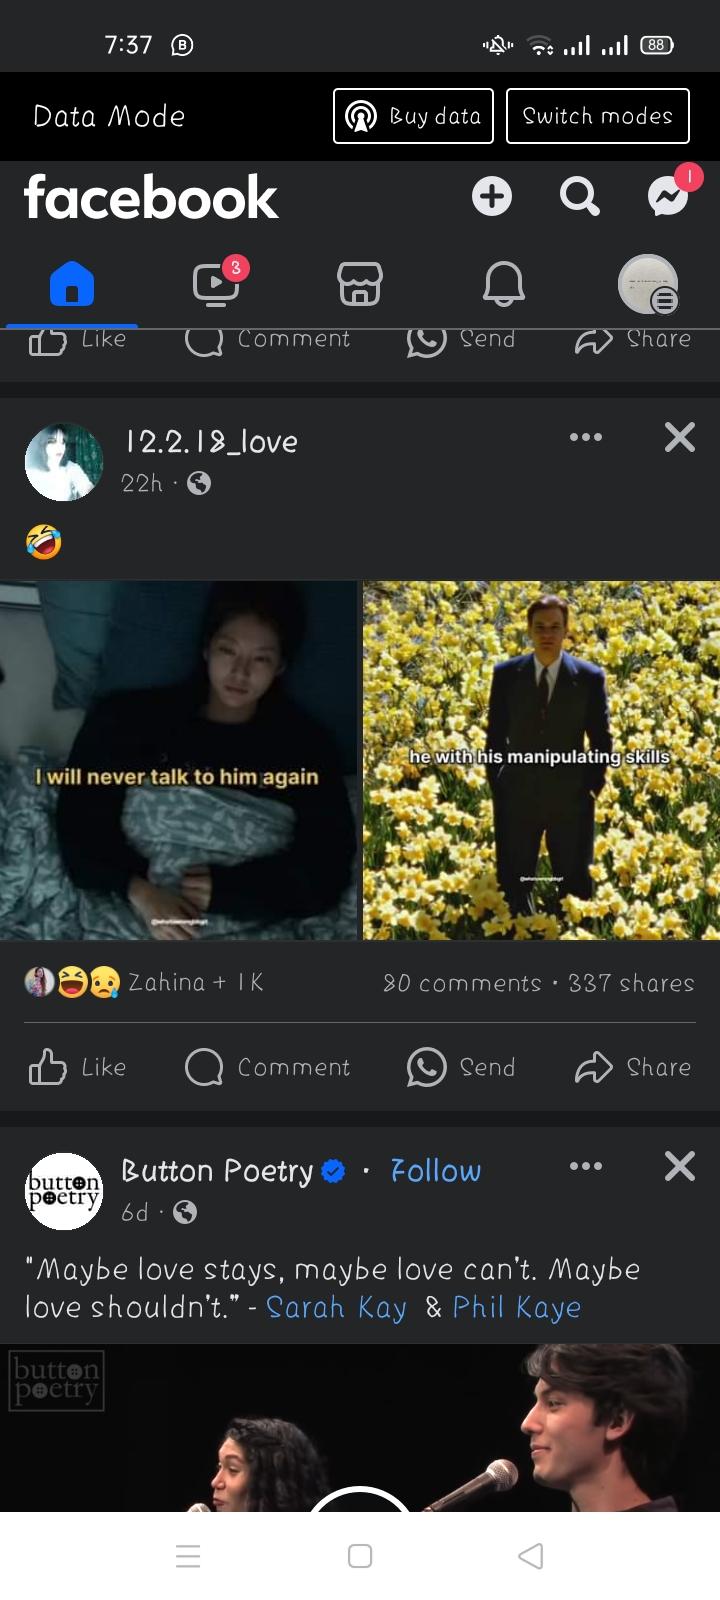 7:37
88
Data Mode
Buy data
Switch modes
facebook
1
3
Like Comment Send Share
12.2.18_love
22h ·
I will never talk to him again
he with his manipulating skills
Zahina + 1K
80 comments • 337 shares
Like Comment Send Share
button
poetry
Button Poetry · Follow
6d ·
"Maybe love stays, maybe love can't. Maybe
love shouldn't." - Sarah Kay & Phil Kaye
button
poetry